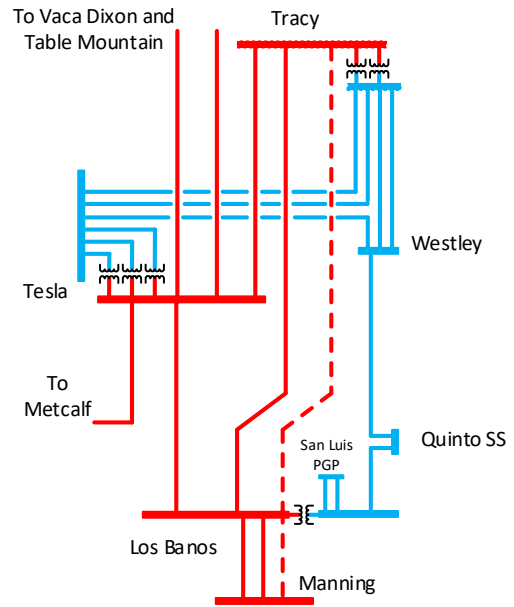 To Vaca Dixon and
Table Mountain
Tracy
Westley
Tesla
To
Metcalf
San Luis
PGP
Quinto SS
Los Banos
Manning